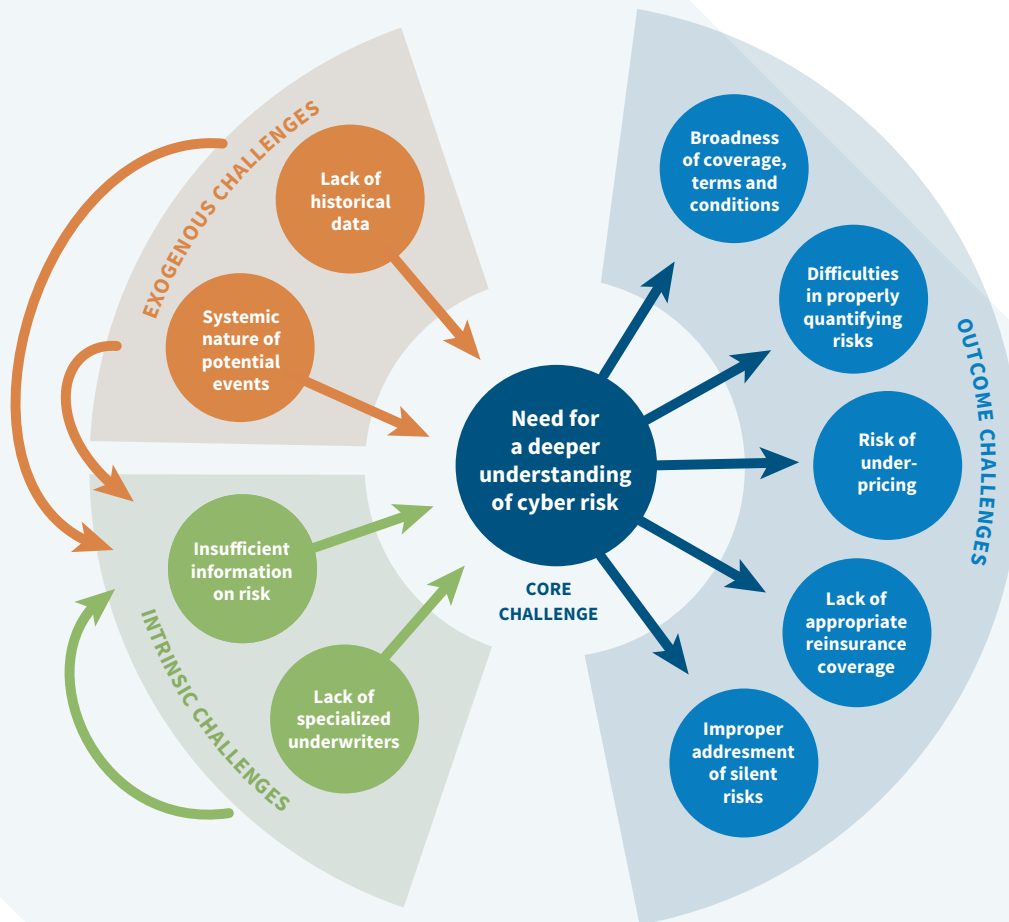 EXOGENOUS CHALLENGES
Lack of
historical
data
Systemic
nature of
potential
events
INTRINSIC CHALLENGES
Insufficient
information
on risk
Lack of
specialized
underwriters
Need for
a deeper
understanding
of cyber risk
CORE
CHALLENGE
OUTCOME CHALLENGES
Broadness
of coverage,
terms and
conditions
Difficulties
in properly
quantifying
risks
Risk of
under-
pricing
Lack of
appropriate
reinsurance
coverage
Improper
addresment
of silent
risks